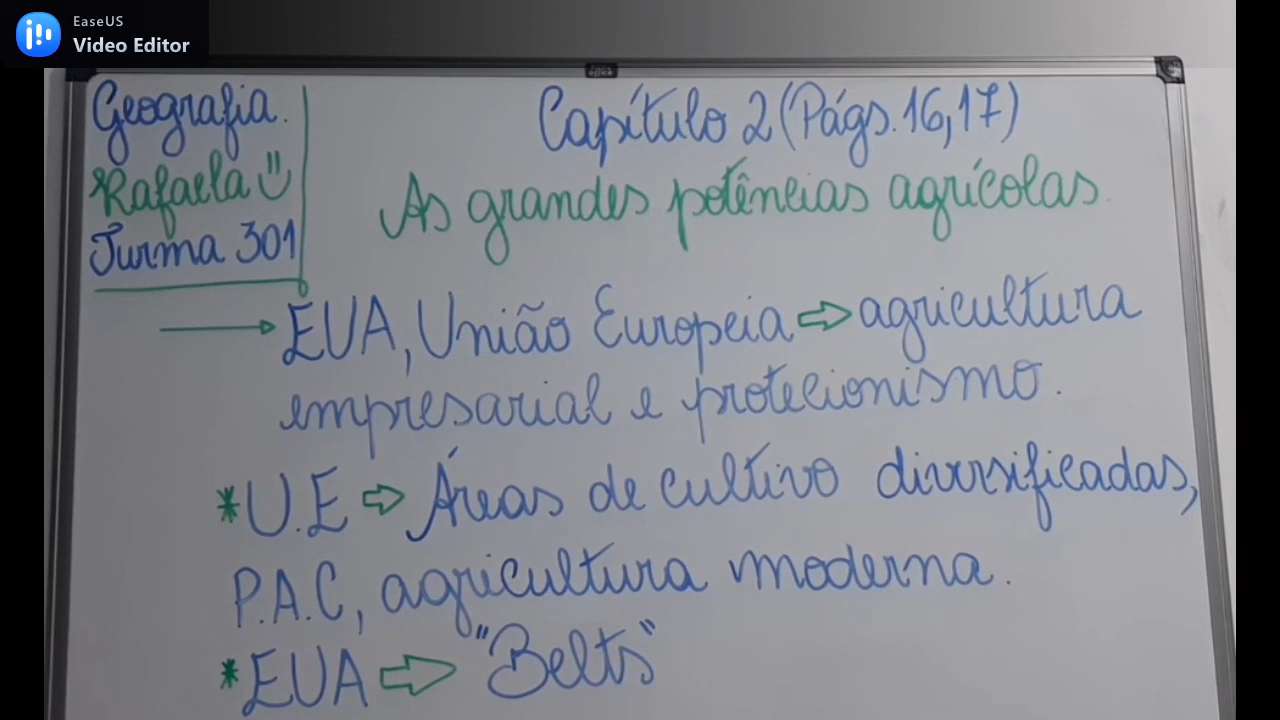 EaseUS
Video Editor
Geografia.
Rafaela
Turma 301
Capítulo 2 (Págs. 16, 17)
As grandes potências agrícolas.
EUA, União Europeia ⇨ agricultura
empresarial e protecionismo.
*U.E ⇨ Áreas de cultivo diversificadas,
P.A.C, agricultura moderna.
*EUA ⇨ "Belts"